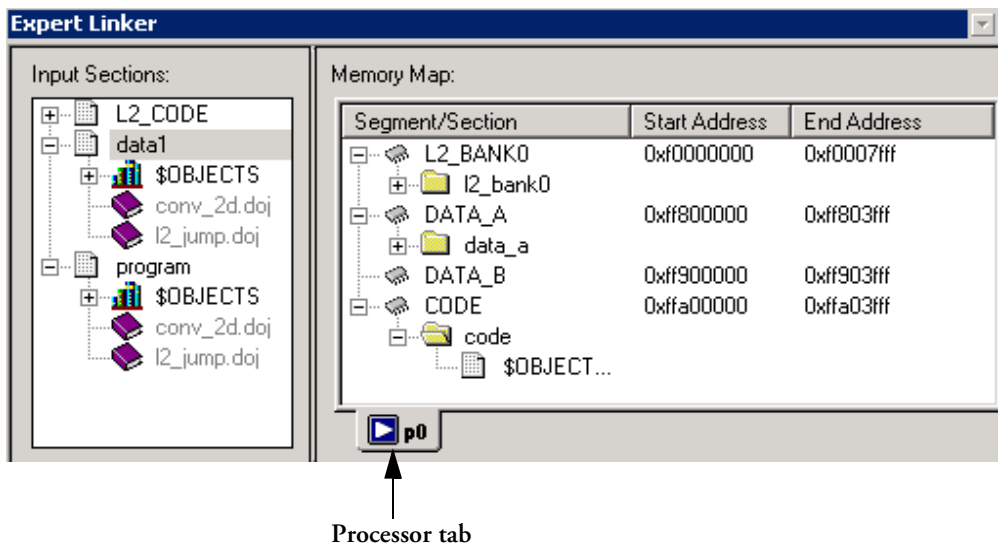 Expert Linker
Input Sections:
L2_CODE
data1
$OBJECTS
conv_2d.doj
l2_jump.doj
program
$OBJECTS
conv_2d.doj
l2_jump.doj
Memory Map:
Segment/Section Start Address End Address
L2_BANK0 0xf0000000 0xf0007fff
l2_bank0
DATA_A 0xff800000 0xff803fff
data_a
DATA_B 0xff900000 0xff903fff
CODE 0xffa00000 0xffa03fff
code
$OBJECT...
p0
Processor tab